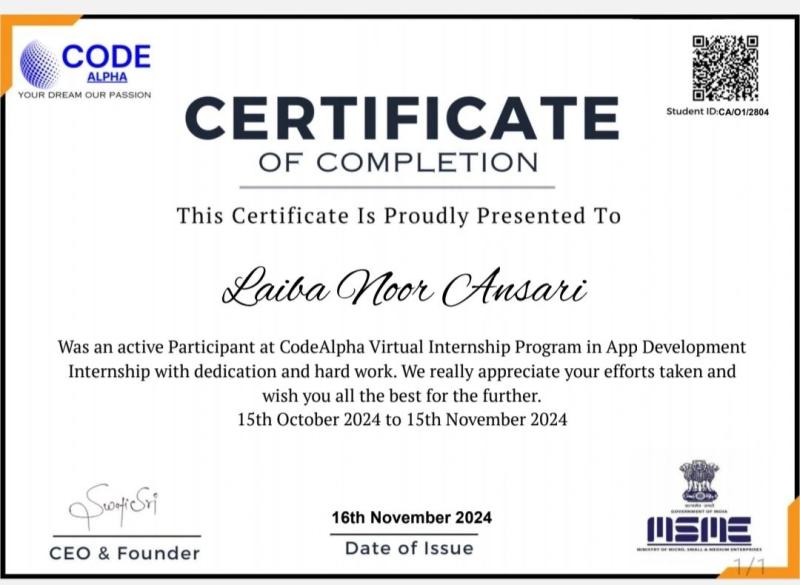 CODE
ALPHA
YOUR DREAM OUR PASSION
Student ID:CA/O1/2804
CERTIFICATE
OF COMPLETION
This Certificate Is Proudly Presented To
Laiba Noor Ansari
Was an active Participant at CodeAlpha Virtual Internship Program in App Development
Internship with dedication and hard work. We really appreciate your efforts taken and
wish you all the best for the further.
15th October 2024 to 15th November 2024
SwatiSri
CEO & Founder
16th November 2024
Date of Issue
सत्यमेव जयते
GOVERNMENT OF INDIA
MSME
MINISTRY OF MICRO, SMALL & MEDIUM ENTERPRISES
1/1